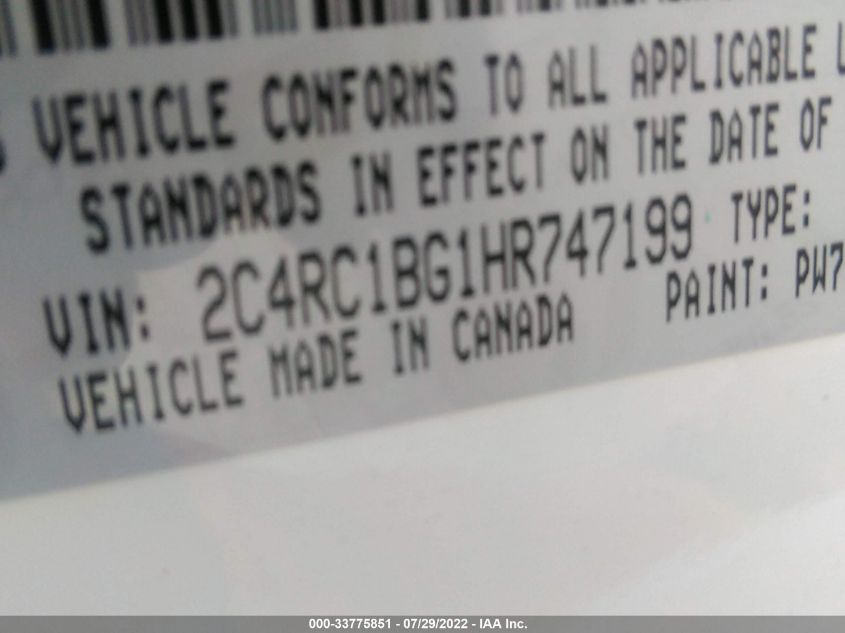 VEHICLE CONFORMS TO ALL APPLICABLE
STANDARDS IN EFFECT ON THE DATE OF
VIN: 2C4RC1BG1HR747199 TYPE:
VEHICLE MADE IN CANADA PAINT: PW7
000-33775851 - 07/29/2022 - IAA Inc.